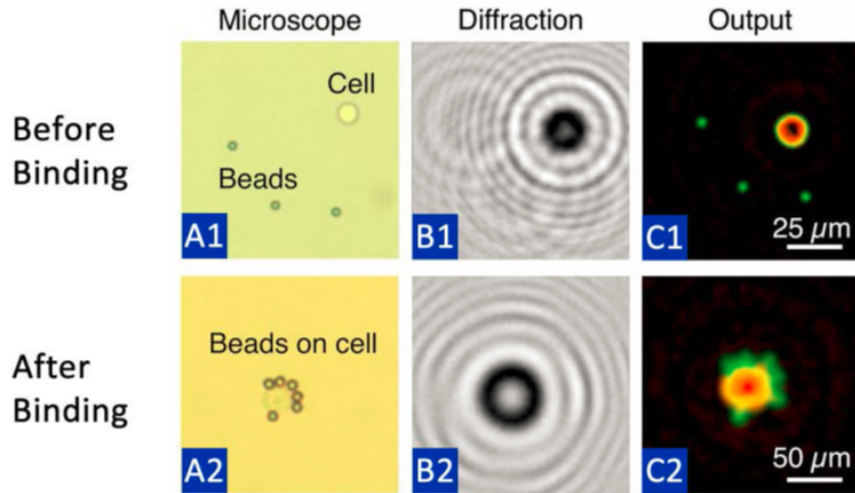 Microscope
Diffraction
Output
Before
Binding
Cell
Beads
A1
B1
C1
25 μm
After
Binding
Beads on cell
A2
B2
C2
50 μm